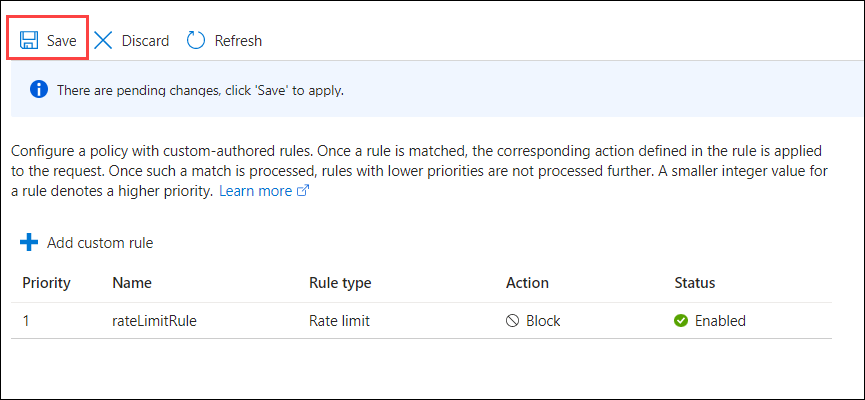 Save Discard Refresh
There are pending changes, click 'Save' to apply.
Configure a policy with custom-authored rules. Once a rule is matched, the corresponding action defined in the rule is applied
to the request. Once such a match is processed, rules with lower priorities are not processed further. A smaller integer value for
a rule denotes a higher priority. Learn more
Add custom rule
Priority Name Rule type Action Status
1 rateLimitRule Rate limit Block Enabled